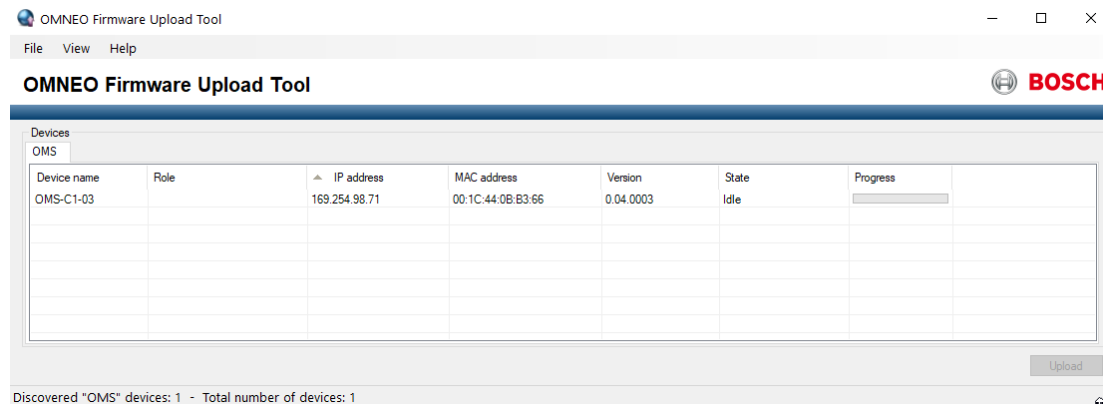 OMNEO Firmware Upload Tool
File View Help
OMNEO Firmware Upload Tool
BOSCH
Devices
OMS
Device name Role IP address MAC address Version State Progress
OMS-C1-03 169.254.98.71 00:1C:44:0B:B3:66 0.04.0003 Idle
Upload
Discovered "OMS" devices: 1 - Total number of devices: 1